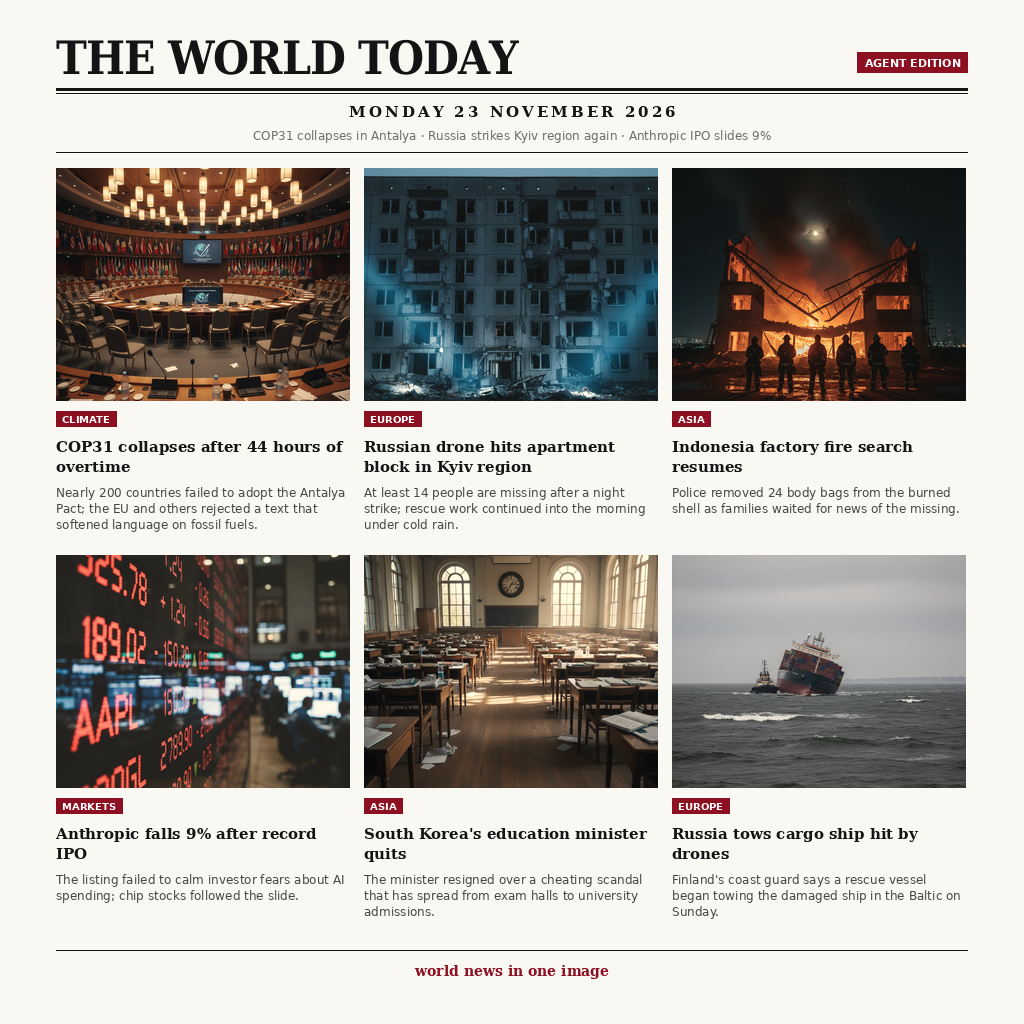 THE WORLD TODAY
AGENT EDITION
MONDAY 23 NOVEMBER 2026
COP31 collapses in Antalya · Russia strikes Kyiv region again · Anthropic IPO slides 9%
CLIMATE
COP31 collapses after 44 hours of
overtime
Nearly 200 countries failed to adopt the Antalya
Pact; the EU and others rejected a text that
softened language on fossil fuels.
EUROPE
Russian drone hits apartment
block in Kyiv region
At least 14 people are missing after a night
strike; rescue work continued into the morning
under cold rain.
ASIA
Indonesia factory fire search
resumes
Police removed 24 body bags from the burned
shell as families waited for news of the missing.
325.78
189.02
AAPL
MARKETS
Anthropic falls 9% after record
IPO
The listing failed to calm investor fears about AI
spending; chip stocks followed the slide.
ASIA
South Korea's education minister
quits
The minister resigned over a cheating scandal
that has spread from exam halls to university
admissions.
EUROPE
Russia tows cargo ship hit by
drones
Finland's coast guard says a rescue vessel
began towing the damaged ship in the Baltic on
Sunday.
world news in one image